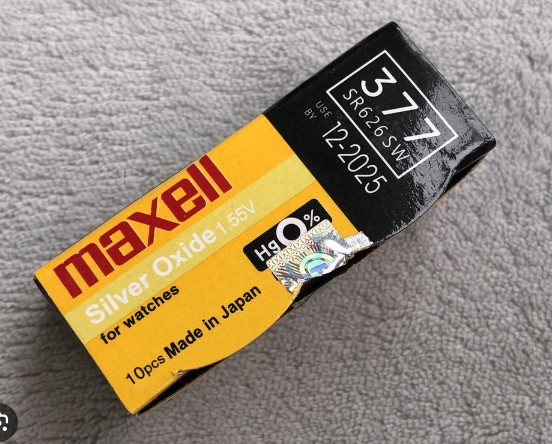 377
SR626SW
USE
BY
12-2025
maxell
Silver Oxide 1.55V
for watches
Hg0%
10pcs Made in Japan